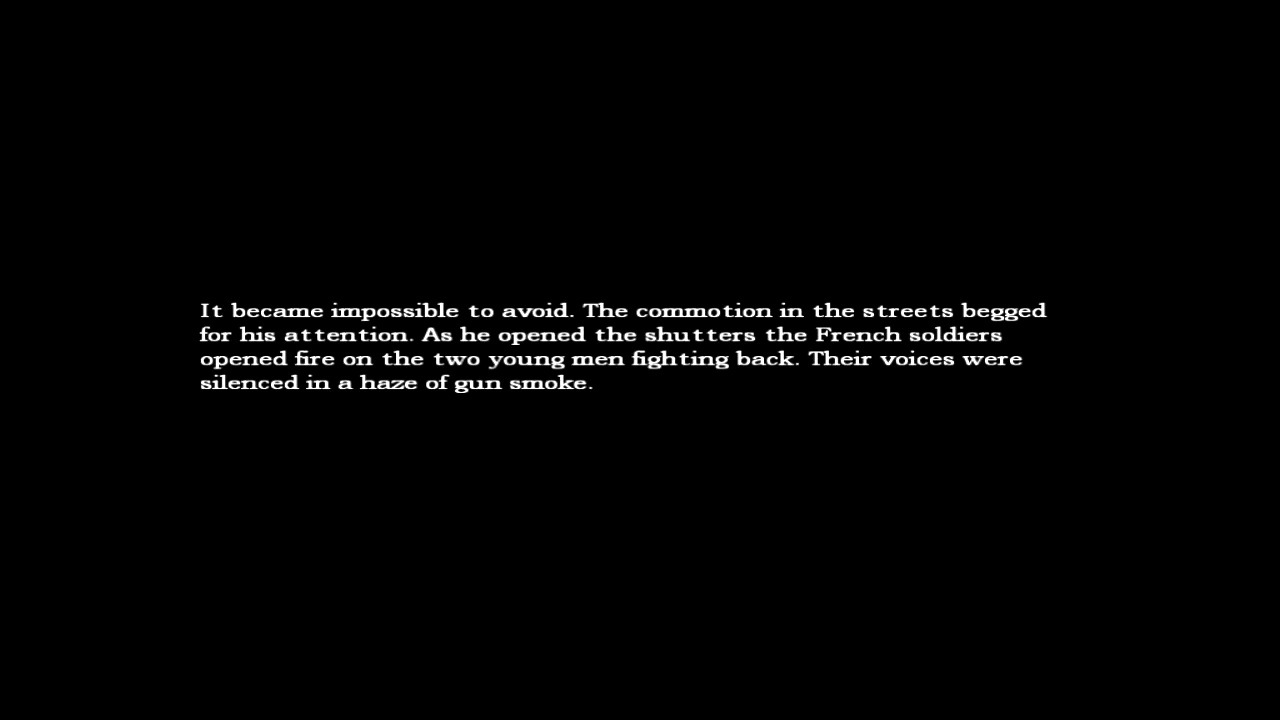 It became impossible to avoid. The commotion in the streets begged
for his attention. As he opened the shutters the French soldiers
opened fire on the two young men fighting back. Their voices were
silenced in a haze of gun smoke.